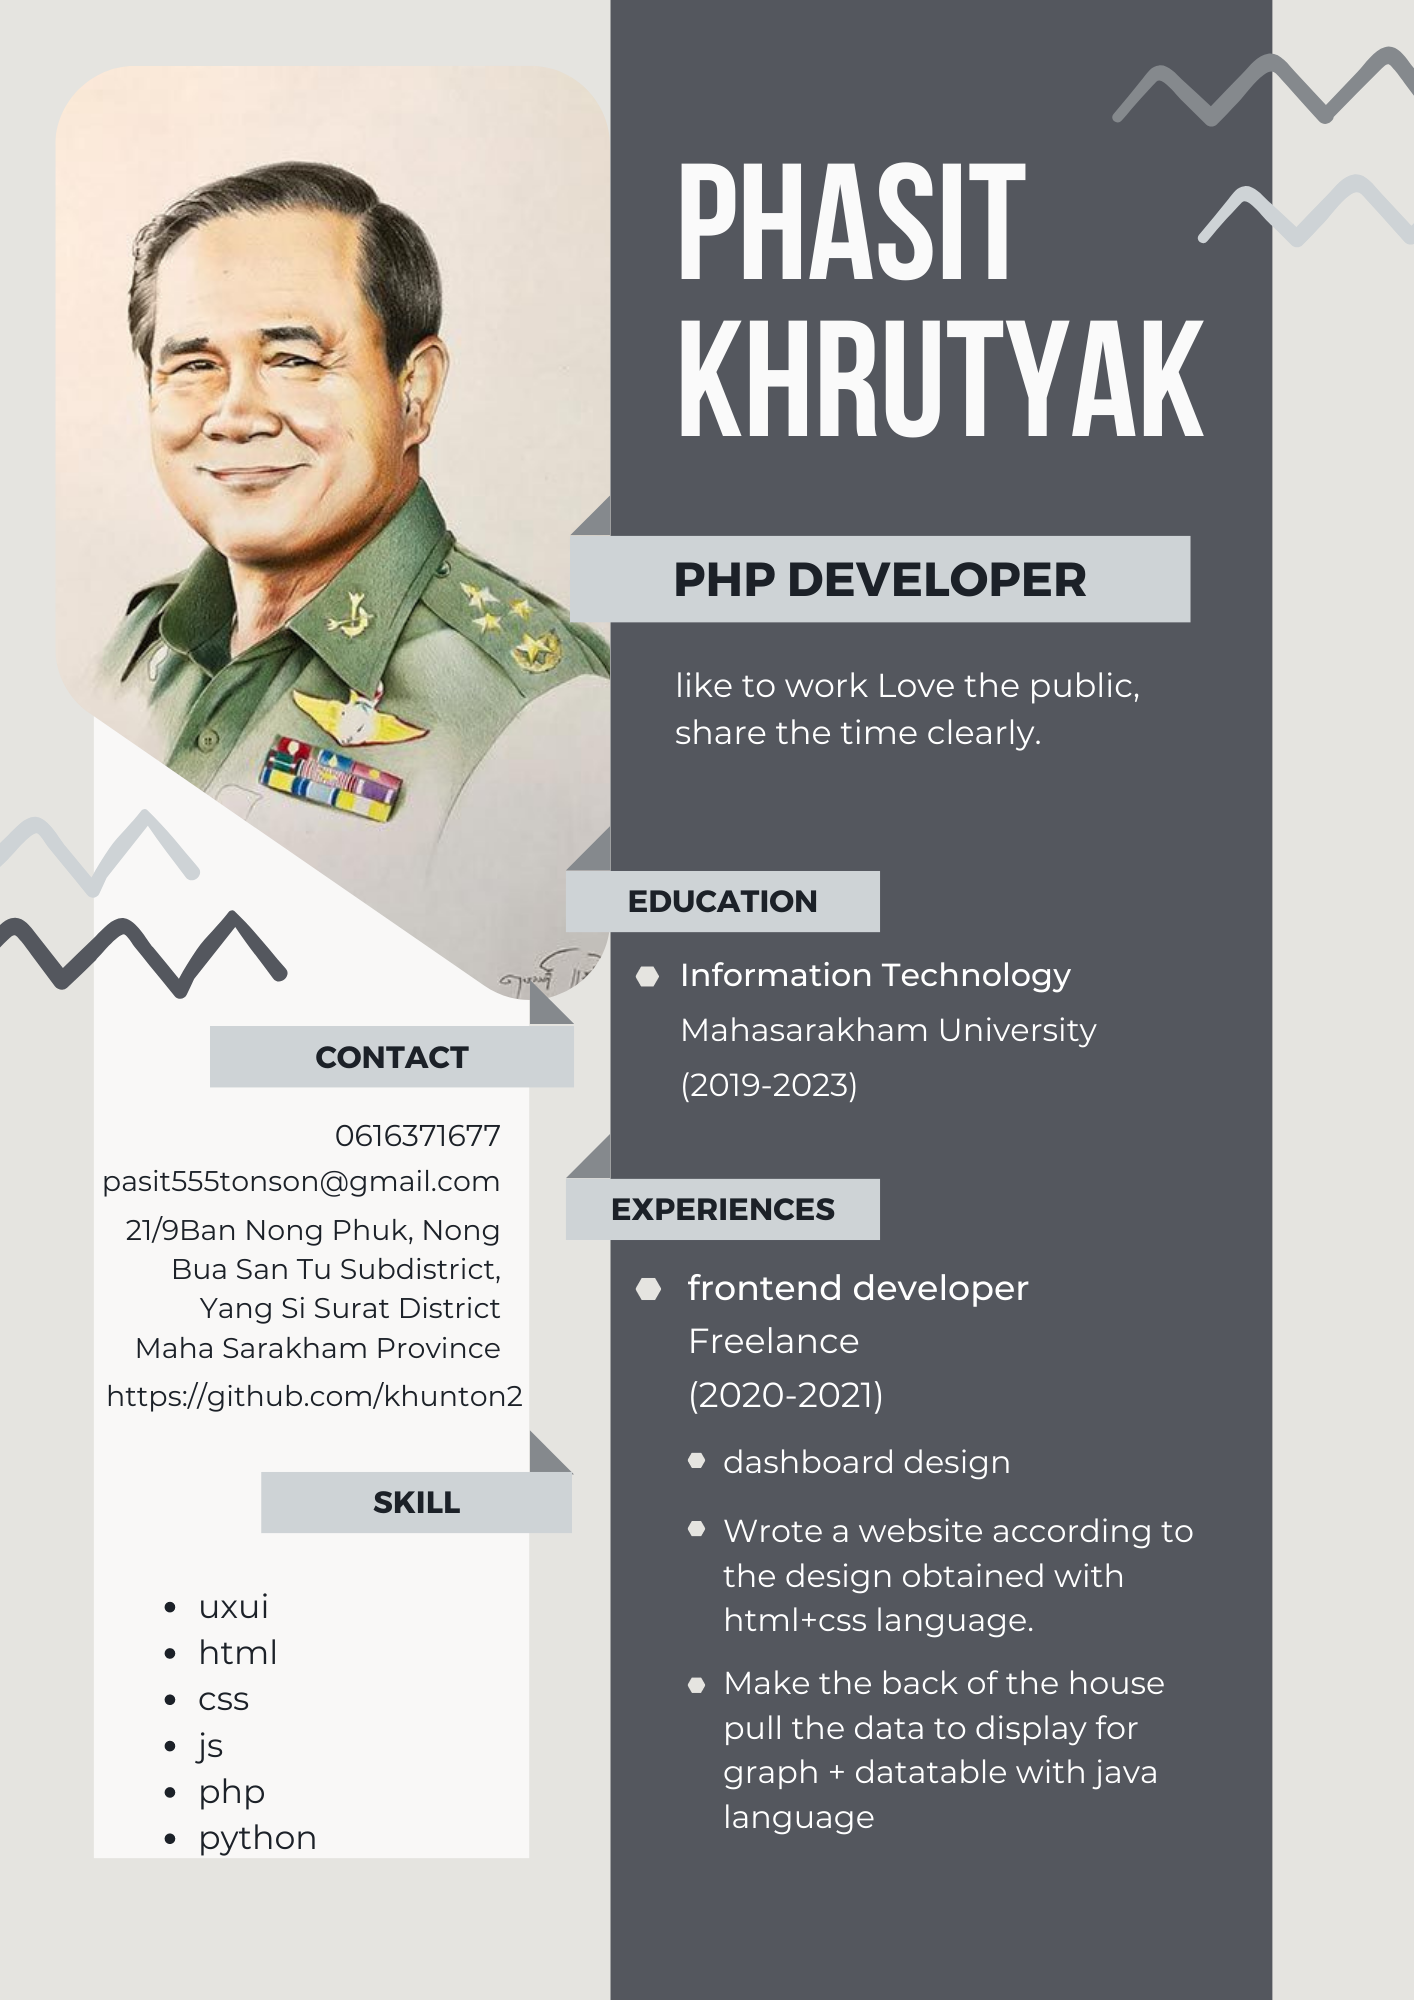 PHASIT
KHRUTYAK
PHP DEVELOPER
like to work Love the public,
share the time clearly.
EDUCATION
Information Technology
Mahasarakham University
(2019-2023)
EXPERIENCES
frontend developer
Freelance
(2020-2021)
dashboard design
Wrote a website according to
the design obtained with
html+css language.
Make the back of the house
pull the data to display for
graph + datatable with java
language
CONTACT
0616371677
pasit555tonson@gmail.com
21/9Ban Nong Phuk, Nong
Bua San Tu Subdistrict,
Yang Si Surat District
Maha Sarakham Province
https://github.com/khunton2
SKILL
uxui
html
css
js
php
python